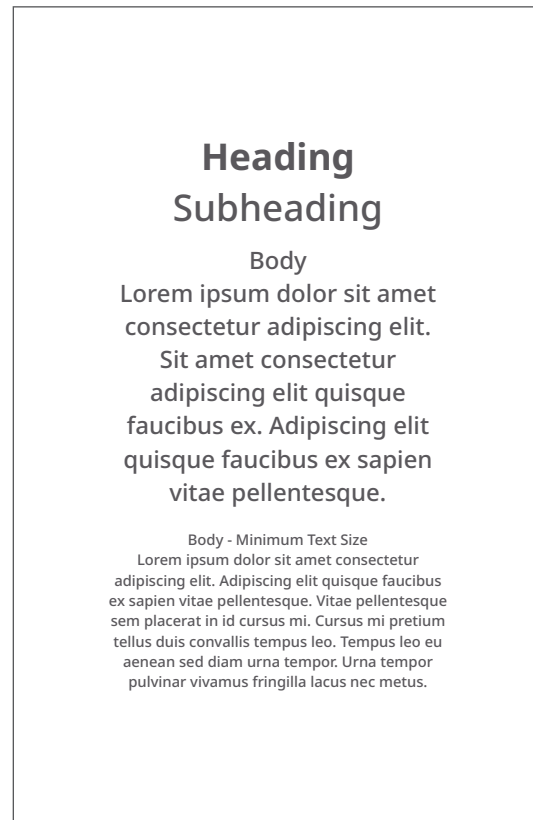 Heading
Subheading
Body
Lorem ipsum dolor sit amet
consectetur adipiscing elit.
Sit amet consectetur
adipiscing elit quisque
faucibus ex. Adipiscing elit
quisque faucibus ex sapien
vitae pellentesque.
Body - Minimum Text Size
Lorem ipsum dolor sit amet consectetur
adipiscing elit. Adipiscing elit quisque faucibus
ex sapien vitae pellentesque. Vitae pellentesque
sem placerat in id cursus mi. Cursus mi pretium
tellus duis convallis tempus leo. Tempus leo eu
aenean sed diam urna tempor. Urna tempor
pulvinar vivamus fringilla lacus nec metus.